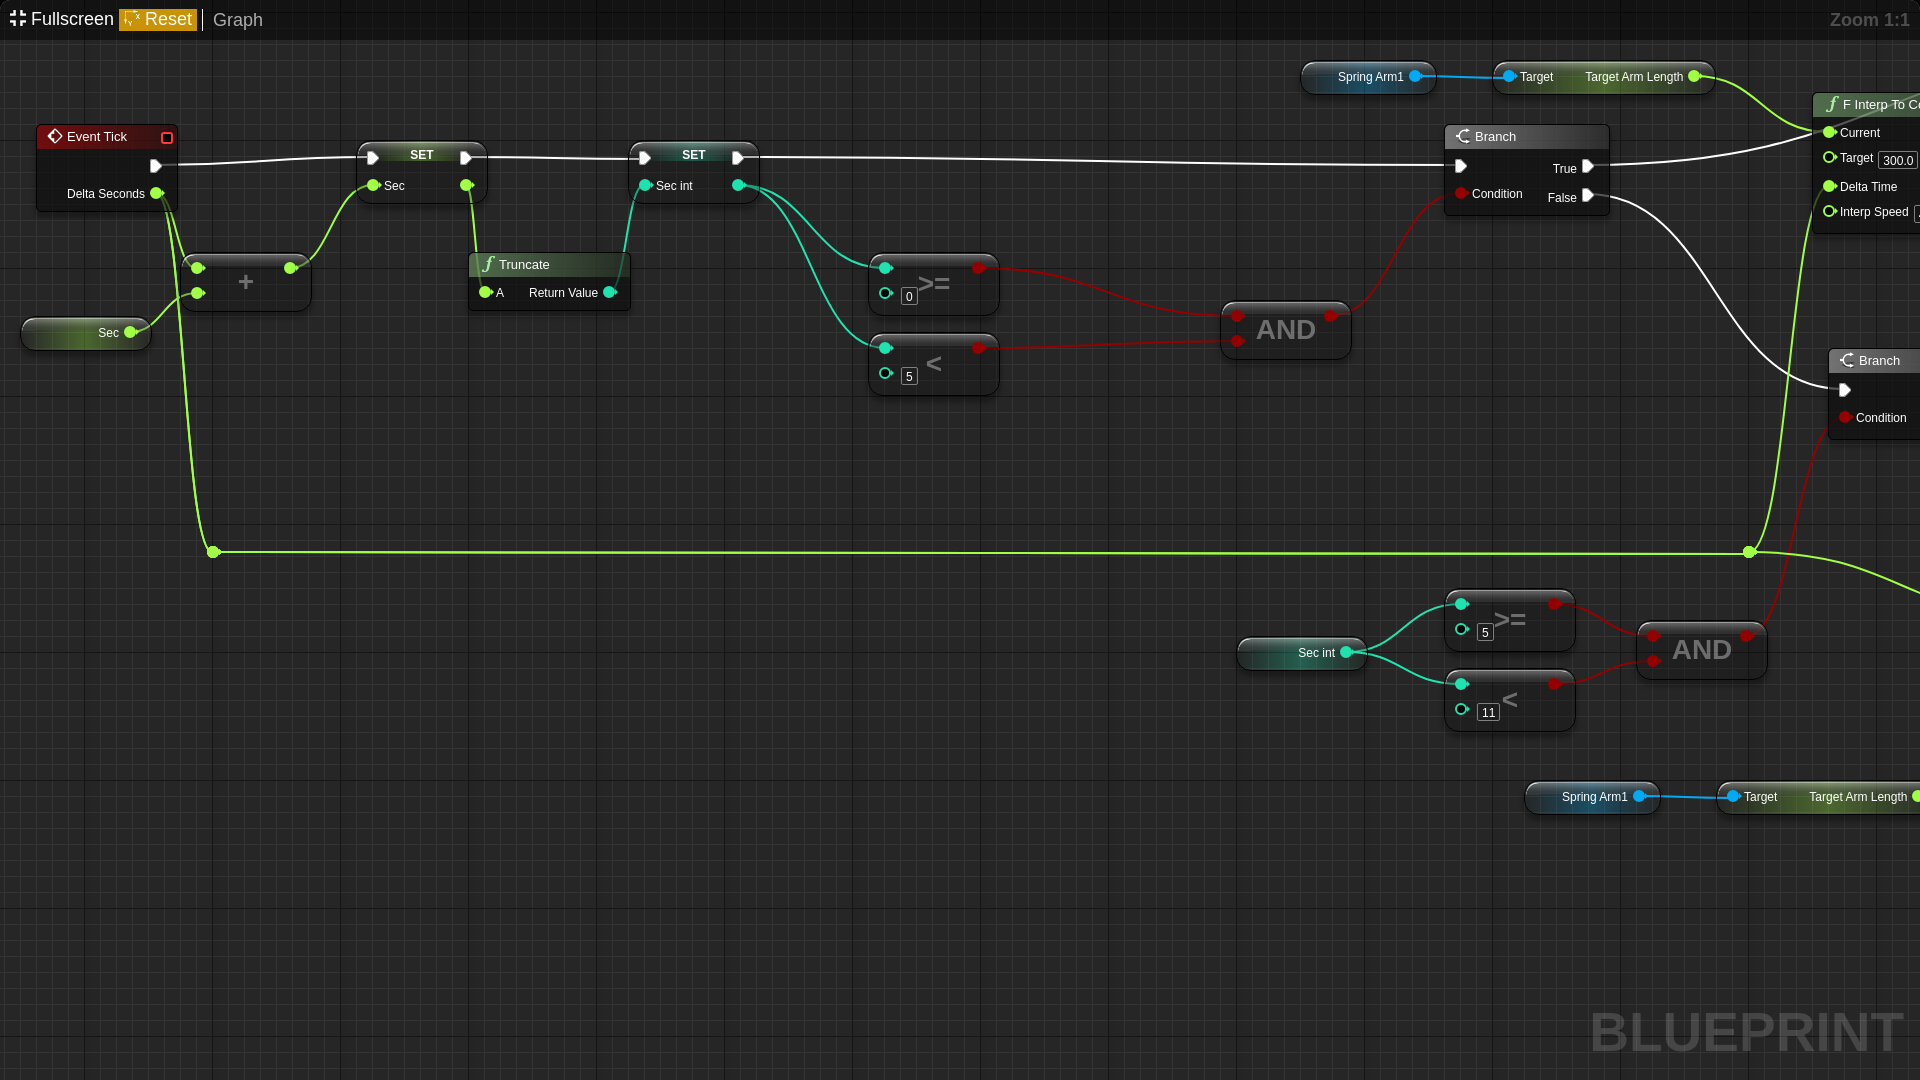 Fullscreen Reset Graph Zoom 1:1
Spring Arm1
Target Target Arm Length
F Interp To Co
Current
Target 300.0
Delta Time
Interp Speed
Event Tick
Delta Seconds
SET
Sec
SET
Sec int
Branch
True
Condition
False
+
Sec
Truncate
A Return Value
>=
0
<
5
AND
Branch
Condition
Sec int
>=
5
<
11
AND
Spring Arm1
Target Target Arm Length
BLUEPRINT